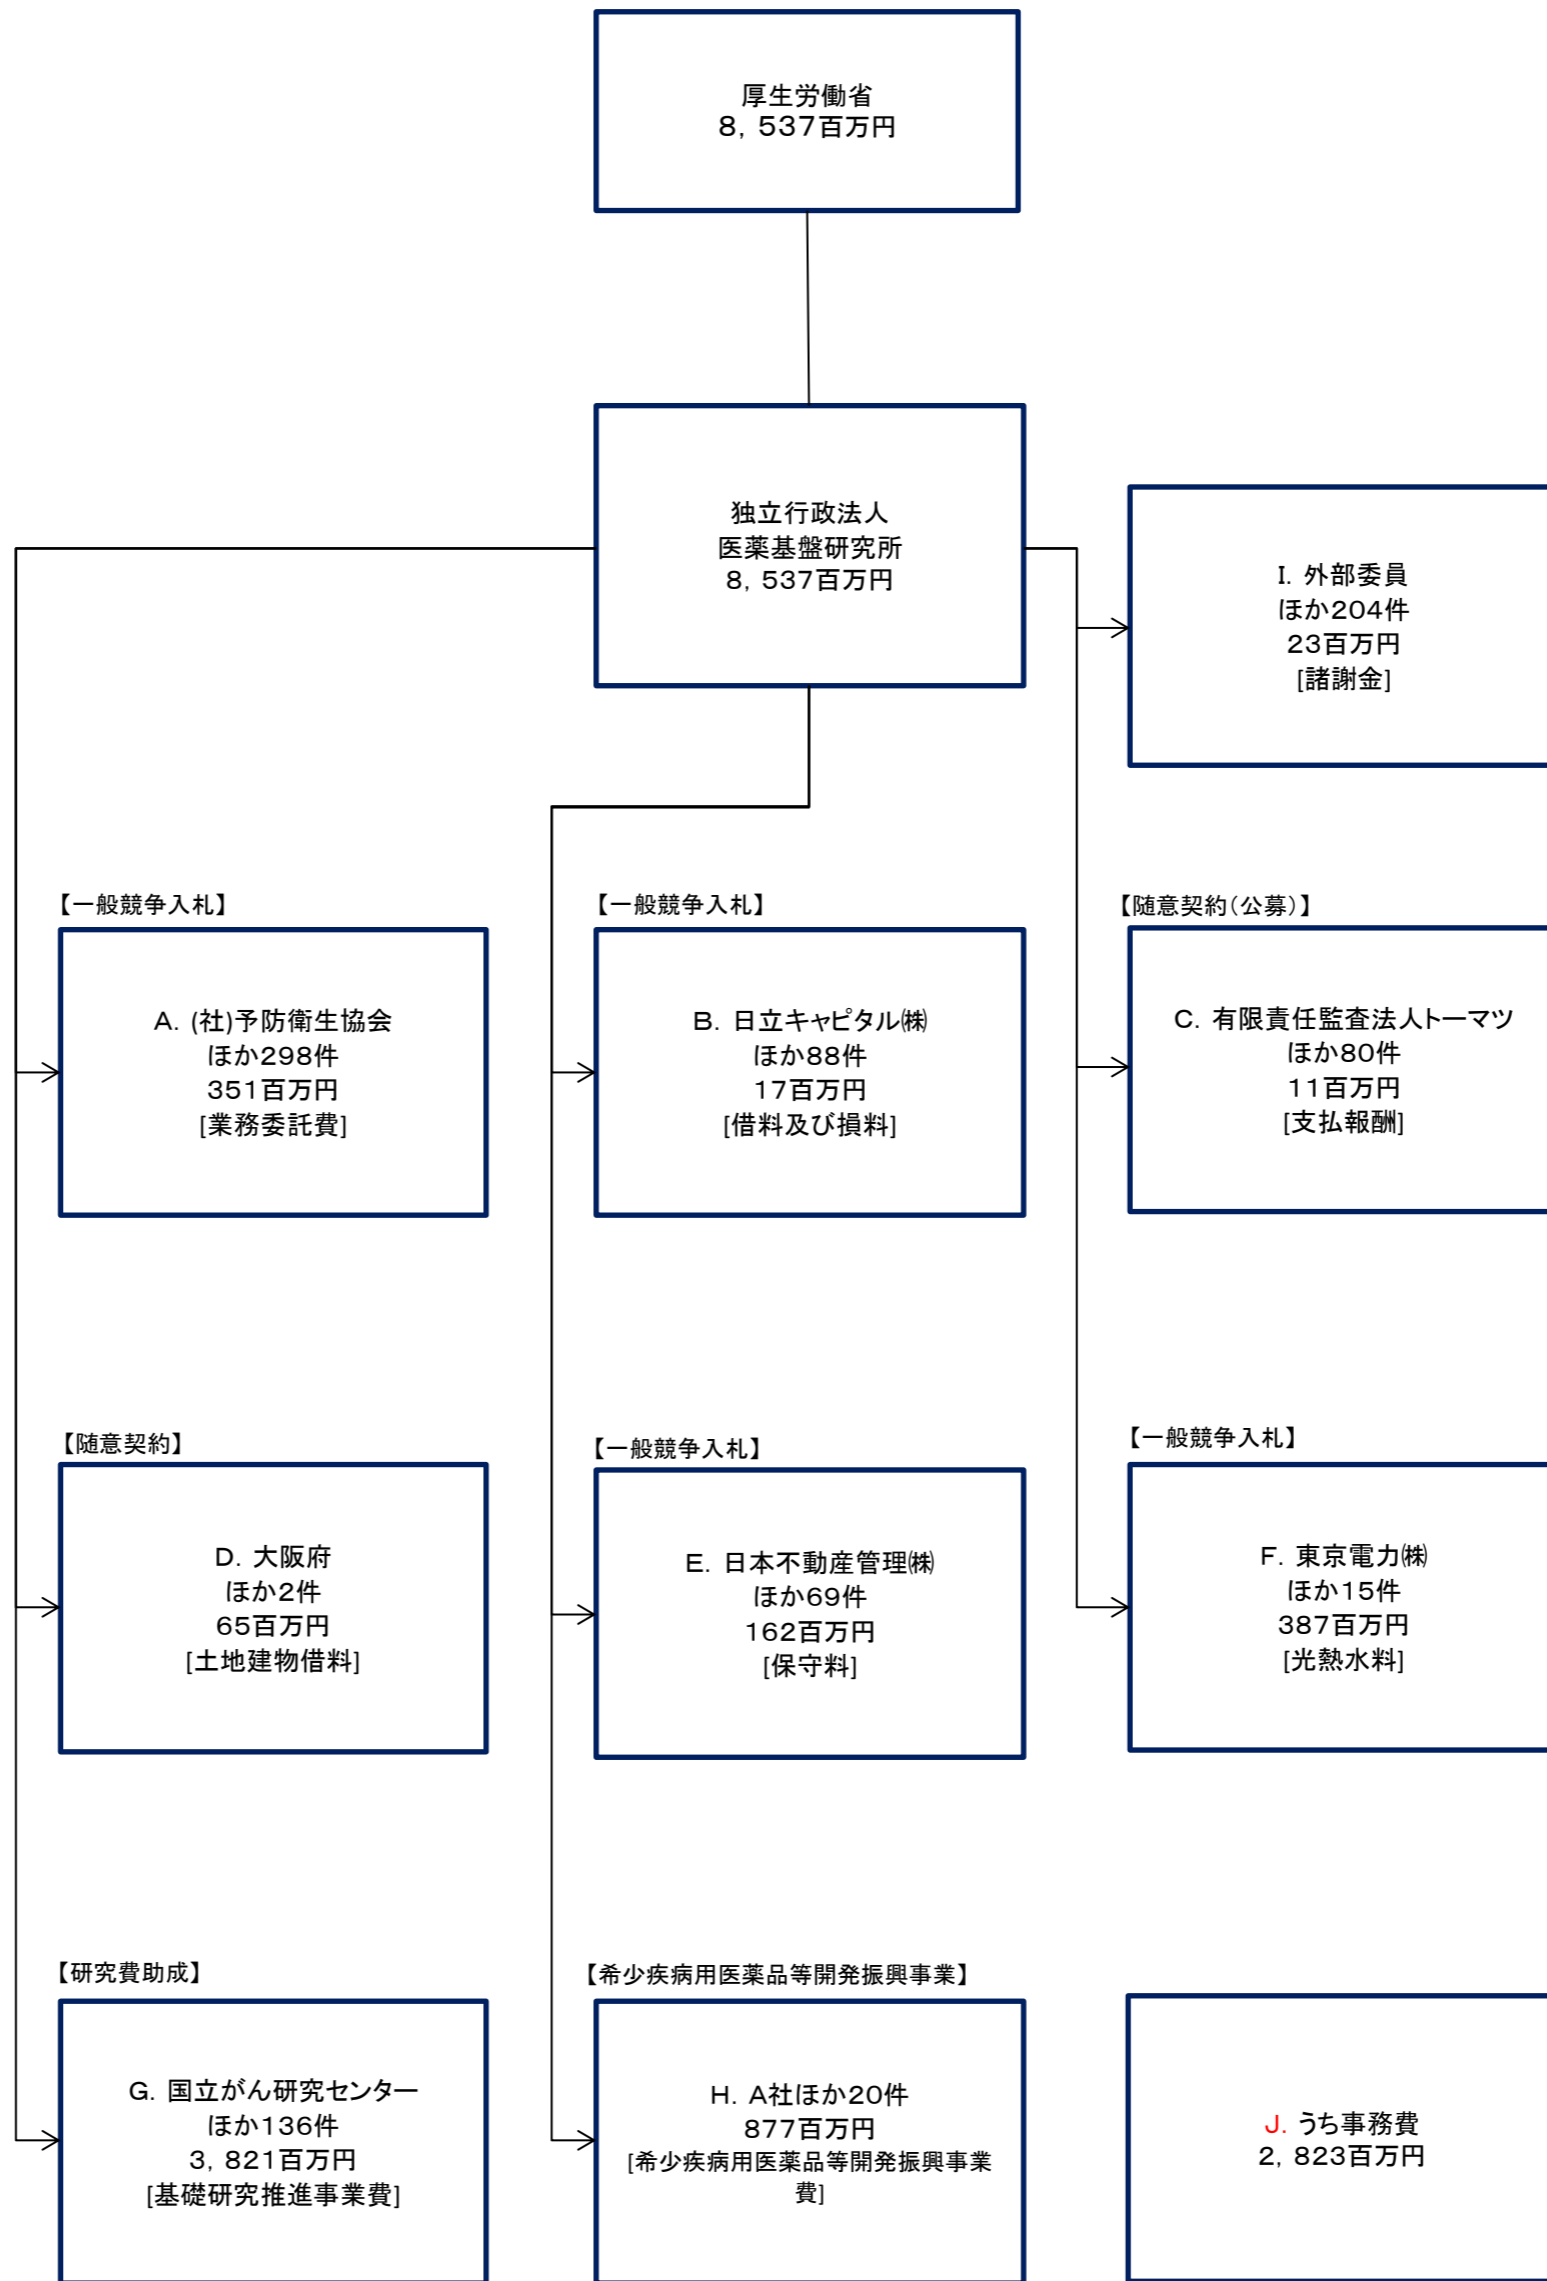 厚生労働省
８，５３７百万円
独立行政法人
医薬基盤研究所
８，５３７百万円
Ｉ．外部委員
ほか２０４件
２３百万円
[諸謝金]
【一般競争入札】
【一般競争入札】
【随意契約（公募）】
Ａ．(社)予防衛生協会
ほか２９８件
３５１百万円
[業務委託費]
Ｂ．日立キャピタル㈱
ほか８８件
１７百万円
[借料及び損料]
Ｃ．有限責任監査法人トーマツ
ほか８０件
１１百万円
[支払報酬]
【随意契約】
【一般競争入札】
【一般競争入札】
Ｄ．大阪府
ほか２件
６５百万円
[土地建物借料]
Ｅ．日本不動産管理㈱
ほか６９件
１６２百万円
[保守料]
Ｆ．東京電力㈱
ほか１５件
３８７百万円
[光熱水料]
【研究費助成】
【希少疾病用医薬品等開発振興事業】
Ｇ．国立がん研究センター
ほか１３６件
３，８２１百万円
[基礎研究推進事業費]
Ｈ．Ａ社ほか２０件
８７７百万円
[希少疾病用医薬品等開発振興事業
費]
Ｊ．うち事務費
２，８２３百万円